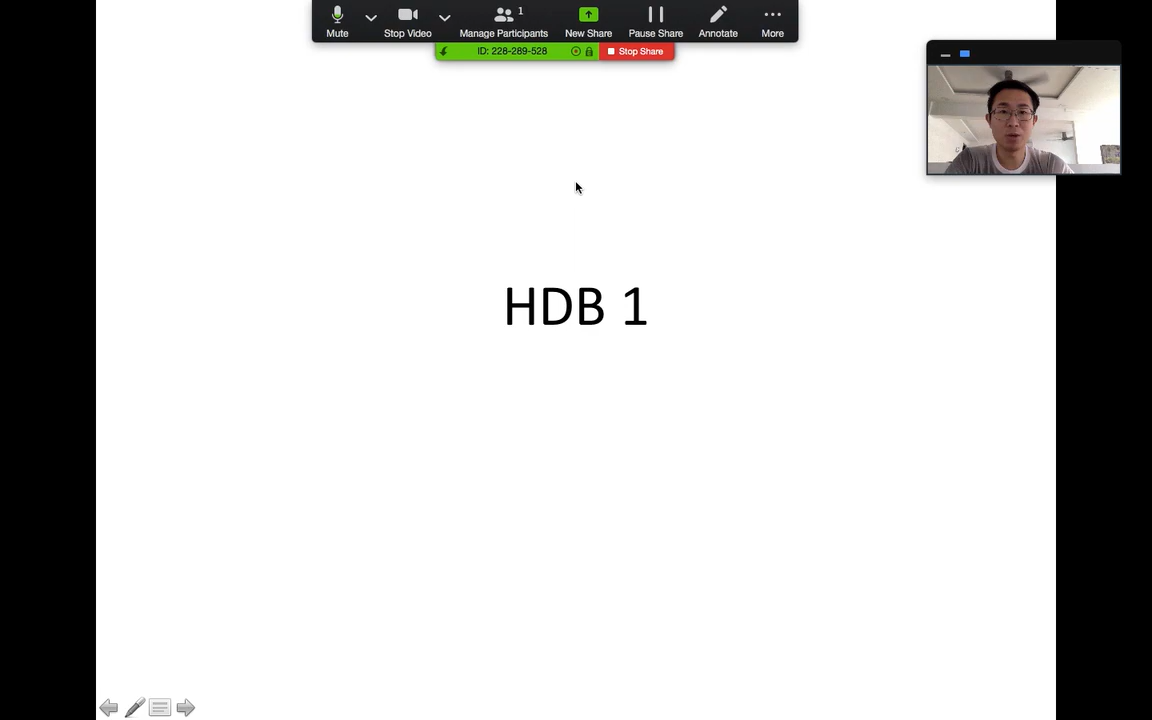 1
Mute
Stop Video
Manage Participants
New Share
Pause Share
Annotate
More
ID: 228-289-528
Stop Share
HDB 1